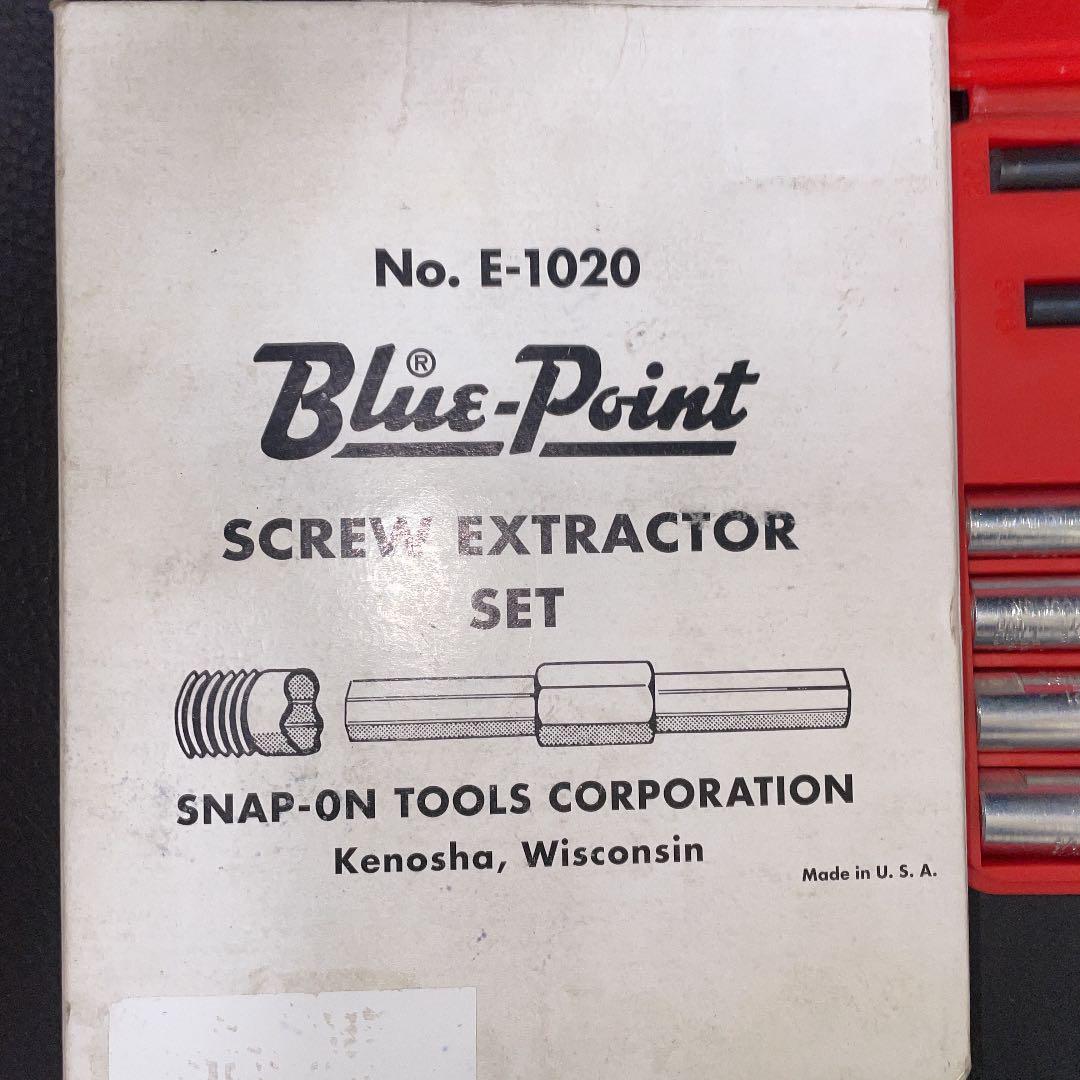 No. E-1020
Blue-Point®
SCREW EXTRACTOR
SET
SNAP-ON TOOLS CORPORATION
Kenosha, Wisconsin
Made in U. S. A.